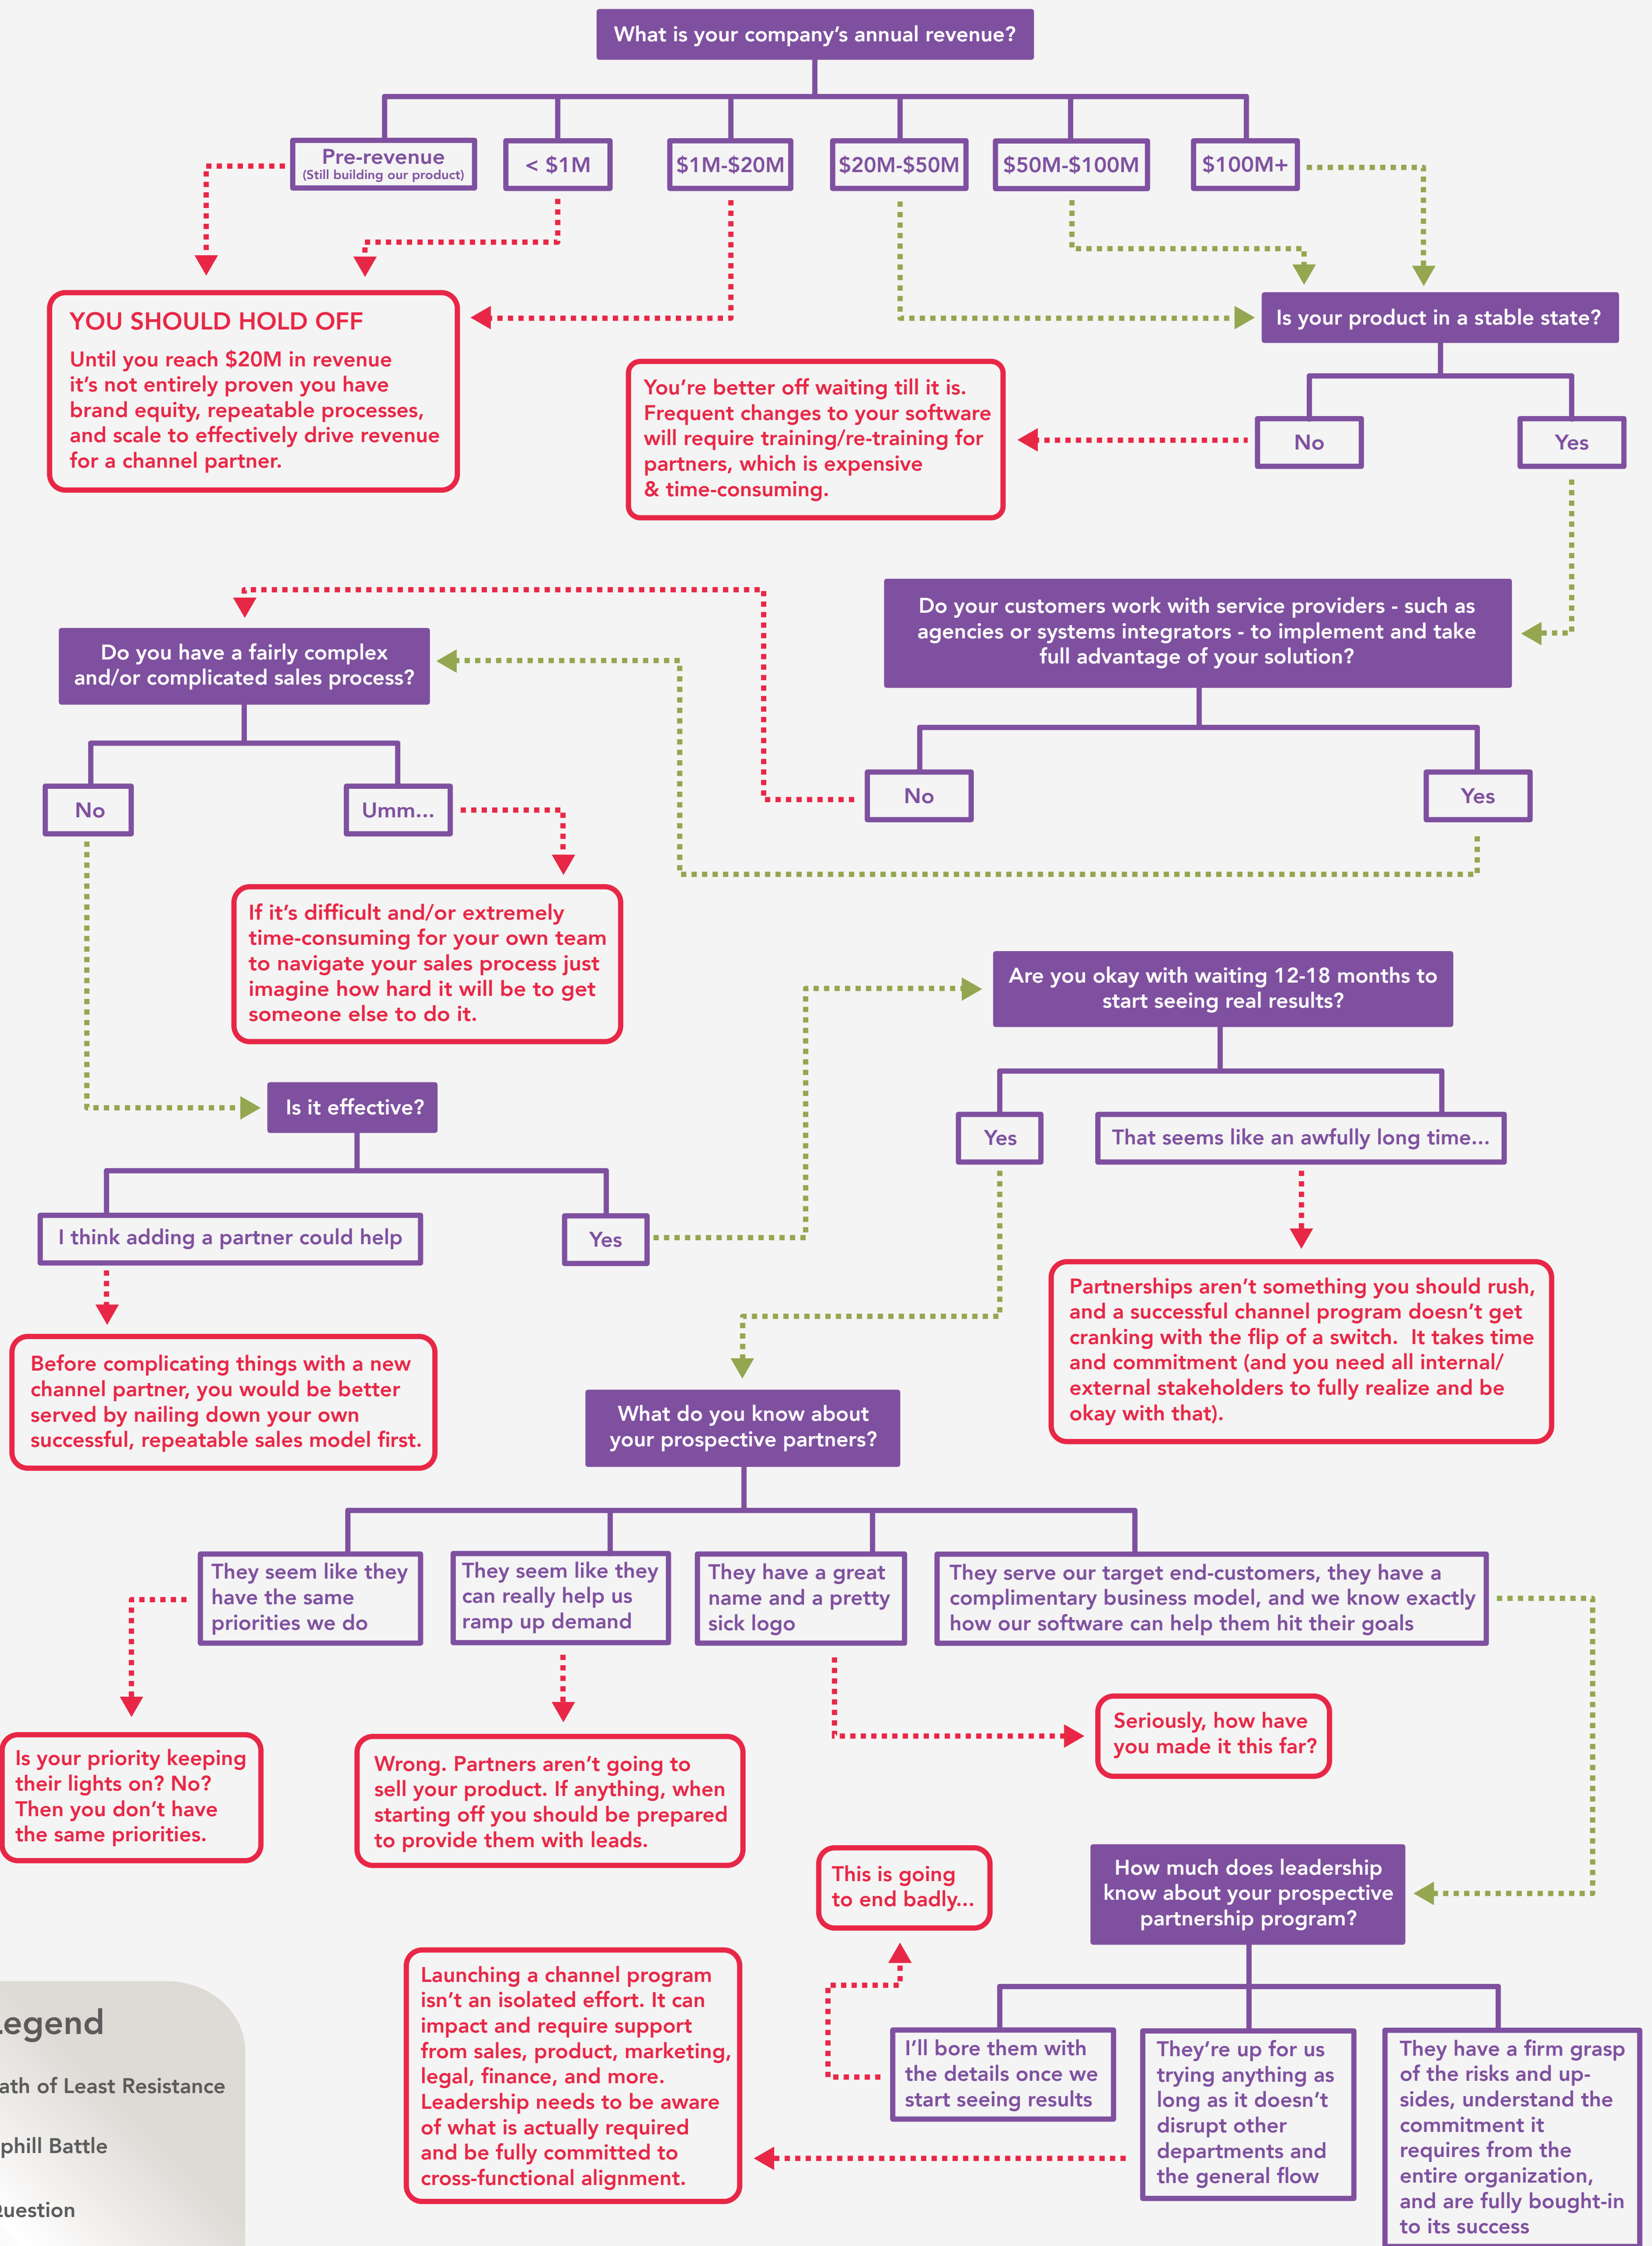 What is your company's annual revenue?
Pre-revenue
(Still building our product)
< $1M
$1M-$20M
$20M-$50M
$50M-$100M
$100M+
YOU SHOULD HOLD OFF
Until you reach $20M in revenue
it's not entirely proven you have
brand equity, repeatable processes,
and scale to effectively drive revenue
for a channel partner.
Is your product in a stable state?
You're better off waiting till it is.
Frequent changes to your software
will require training/re-training for
partners, which is expensive
& time-consuming.
No
Yes
Do your customers work with service providers - such as
agencies or systems integrators - to implement and take
full advantage of your solution?
Do you have a fairly complex
and/or complicated sales process?
No
Umm...
No
Yes
If it's difficult and/or extremely
time-consuming for your own team
to navigate your sales process just
imagine how hard it will be to get
someone else to do it.
Are you okay with waiting 12-18 months to
start seeing real results?
Is it effective?
Yes
That seems like an awfully long time...
I think adding a partner could help
Yes
Partnerships aren't something you should rush,
and a successful channel program doesn't get
cranking with the flip of a switch.  It takes time
and commitment (and you need all internal/
external stakeholders to fully realize and be
okay with that).
Before complicating things with a new
channel partner, you would be better
served by nailing down your own
successful, repeatable sales model first.
What do you know about
your prospective partners?
They seem like they
have the same
priorities we do
They seem like they
can really help us
ramp up demand
They have a great
name and a pretty
sick logo
They serve our target end-customers, they have a
complimentary business model, and we know exactly
how our software can help them hit their goals
Is your priority keeping
their lights on? No?
Then you don't have
the same priorities.
Wrong. Partners aren't going to
sell your product. If anything, when
starting off you should be prepared
to provide them with leads.
Seriously, how have
you made it this far?
This is going
to end badly...
How much does leadership
know about your prospective
partnership program?
Launching a channel program
isn't an isolated effort. It can
impact and require support
from sales, product, marketing,
legal, finance, and more.
Leadership needs to be aware
of what is actually required
and be fully committed to
cross-functional alignment.
I'll bore them with
the details once we
start seeing results
They're up for us
trying anything as
long as it doesn't
disrupt other
departments and
the general flow
They have a firm grasp
of the risks and up-
sides, understand the
commitment it
requires from the
entire organization,
and are fully bought-in
to its success
egend
ath of Least Resistance
phill Battle
uestion